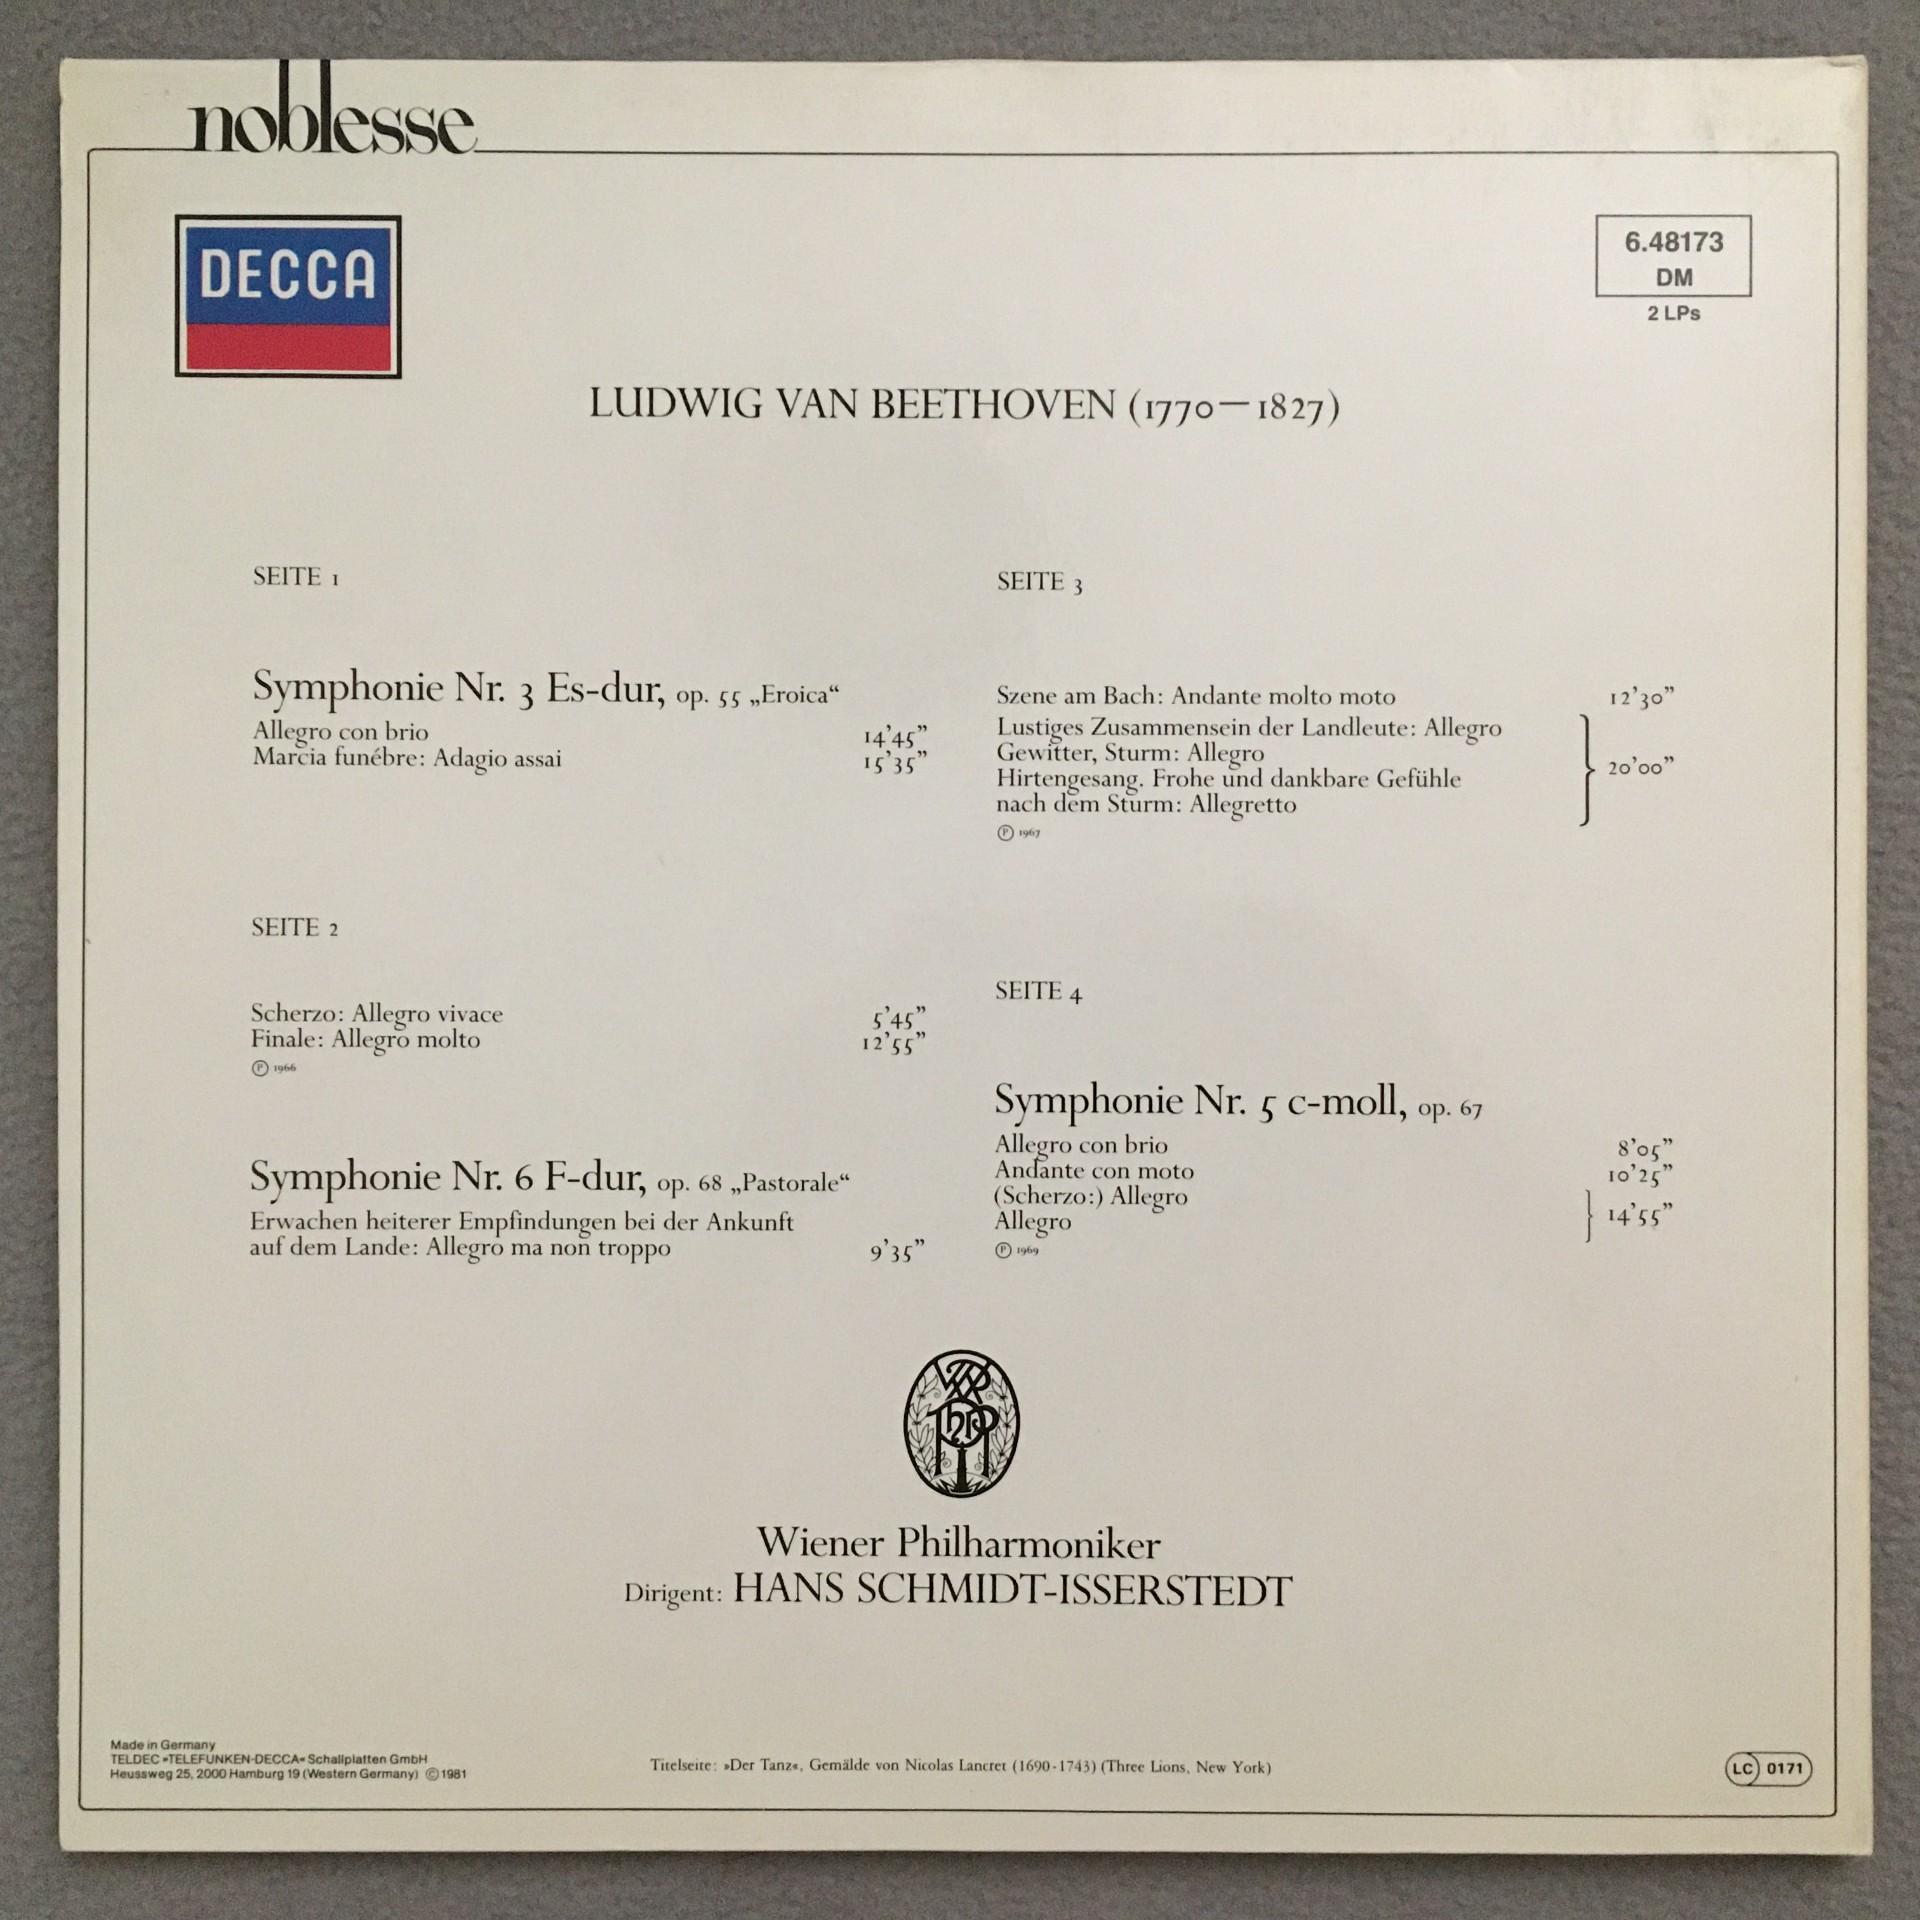 noblesse
DECCA
6.48173
DM
2 LPs
LUDWIG VAN BEETHOVEN (1770—1827)
SEITE 1
Symphonie Nr. 3 Es-dur, op. 55 „Eroica“
Allegro con brio 14’45”
Marcia funébre: Adagio assai 15’35”
SEITE 2
Scherzo: Allegro vivace 5’45”
Finale: Allegro molto 12’55”
Ⓟ 1966
Symphonie Nr. 6 F-dur, op. 68 „Pastorale“
Erwachen heiterer Empfindungen bei der Ankunft
auf dem Lande: Allegro ma non troppo 9’35”
SEITE 3
Szene am Bach: Andante molto moto 12’30”
Lustiges Zusammensein der Landleute: Allegro
Gewitter, Sturm: Allegro
Hirtengesang. Frohe und dankbare Gefühle 20’00”
nach dem Sturm: Allegretto
Ⓟ 1967
SEITE 4
Symphonie Nr. 5 c-moll, op. 67
Allegro con brio 8’05”
Andante con moto 10’25”
(Scherzo:) Allegro
Allegro 14’55”
Ⓟ 1969
Wiener Philharmoniker
Dirigent: HANS SCHMIDT-ISSERSTEDT
Made in Germany
TELDEC »TELEFUNKEN-DECCA« Schallplatten GmbH
Heussweg 25, 2000 Hamburg 19 (Western Germany) ©1981
Titelseite: »Der Tanz«, Gemälde von Nicolas Lancret (1690-1743) (Three Lions, New York)
LC 0171